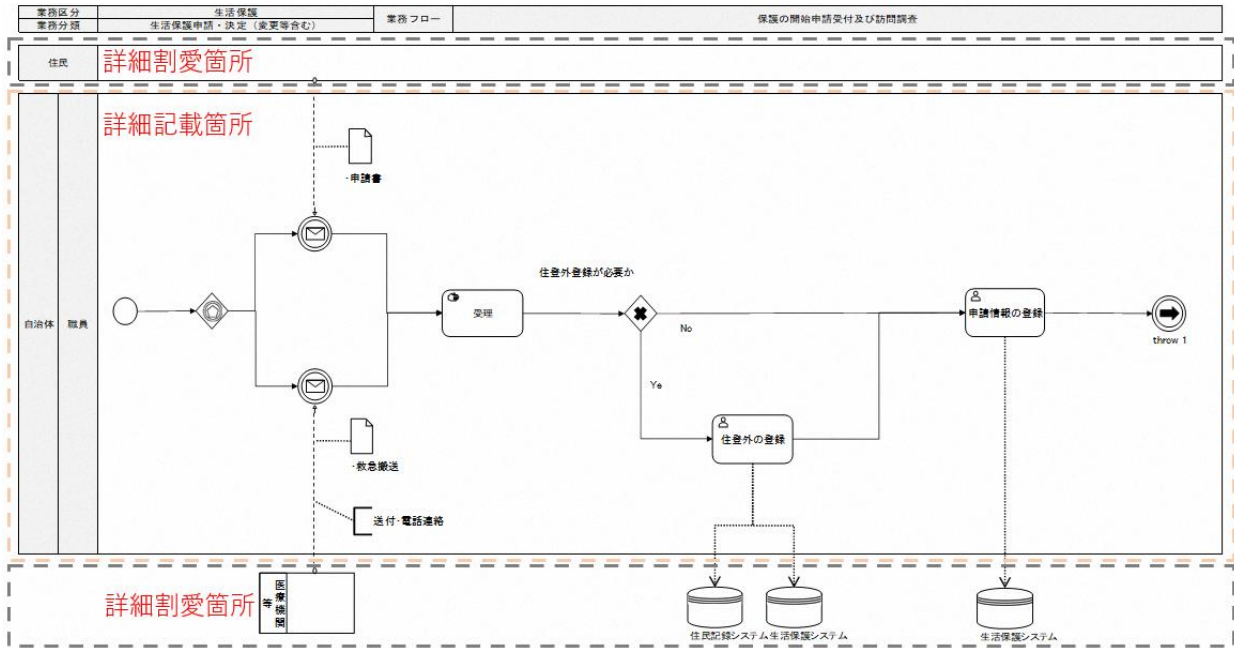 業務区分 生活保護
業務分類 生活保護申請・決定（変更等含む）
業務フロー 保護の開始申請受付及び訪問調査
住民 詳細割愛箇所
詳細記載箇所
・申請書
住登外登録が必要か
自治体 職員
受理
申請情報の登録
No
throw 1
Ye
住登外の登録
・救急搬送
送付・電話連絡
詳細割愛箇所
医療機関等
住民記録システム 生活保護システム
生活保護システム